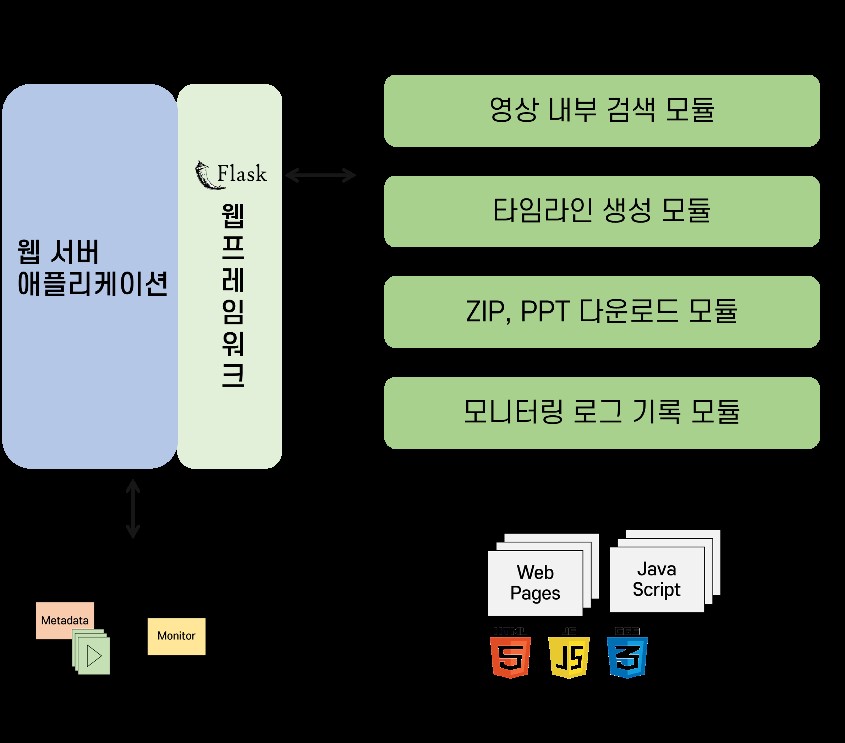 영상 내부 검색 모듈
Flask
웹프레임워크
타임라인 생성 모듈
웹 서버
애플리케이션
ZIP, PPT 다운로드 모듈
모니터링 로그 기록 모듈
Web
Pages
Java
Script
Metadata
Monitor
5
JS
3